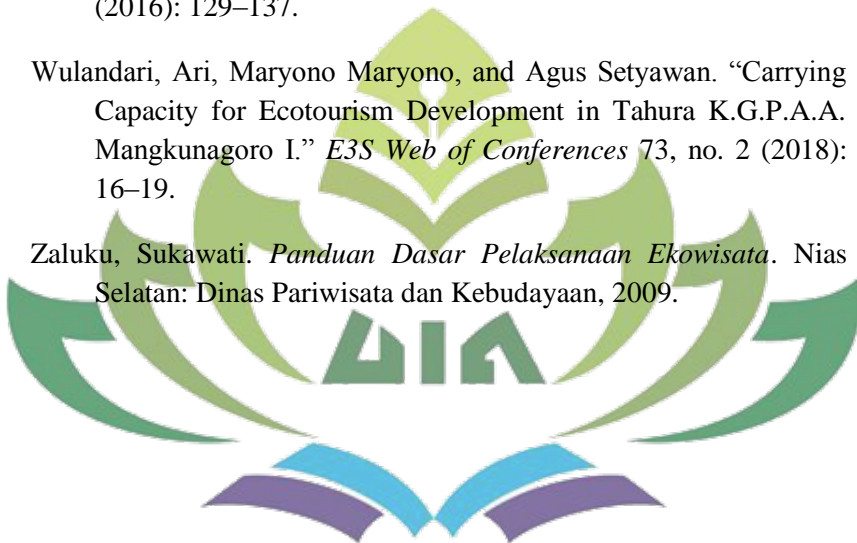 (2016): 129–137.
Wulandari, Ari, Maryono Maryono, and Agus Setyawan. “Carrying
Capacity for Ecotourism Development in Tahura K.G.P.A.A.
Mangkunagoro I.” E3S Web of Conferences 73, no. 2 (2018):
16–19.
Zaluku, Sukawati. Panduan Dasar Pelaksanaan Ekowisata. Nias
Selatan: Dinas Pariwisata dan Kebudayaan, 2009.
UIN